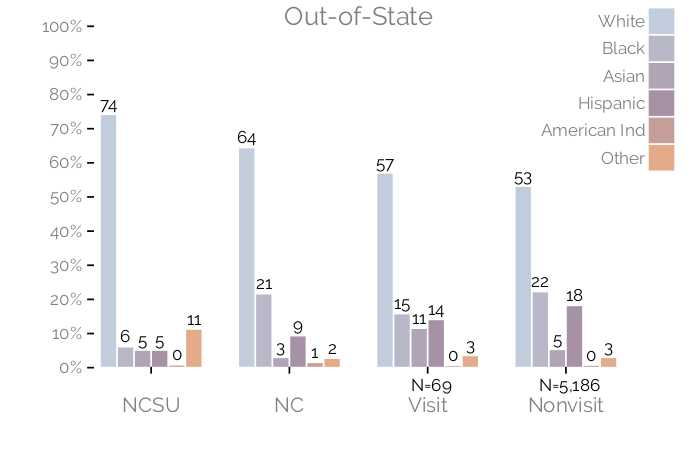 Out-of-State
100%
90%
80%
70%
60%
50%
40%
30%
20%
10%
0%
White
Black
Asian
Hispanic
American Ind
Other
74
6
5
5
0
11
64
21
3
9
1
2
57
15
11
14
0
3
53
22
5
18
0
3
N=69
N=5,186
NCSU
NC
Visit
Nonvisit